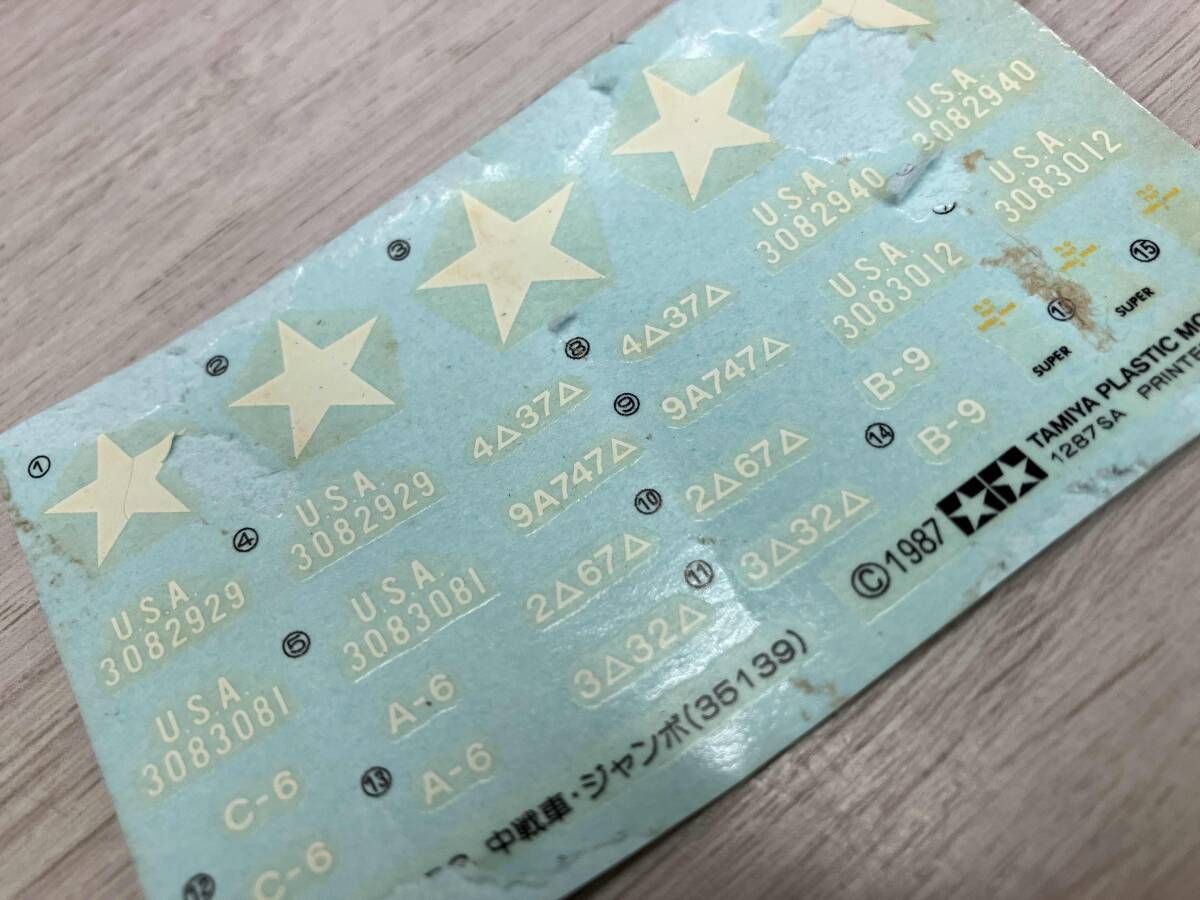 ①
②
③
U.S.A.
3082940
U.S.A.
3082940
U.S.A.
3083012
U.S.A.
3083012
⑧
4△37△
4△37△
⑨
9A747△
9A747△
⑩
2△67△
2△67△
⑪
3△32△
3△32△
④
U.S.A.
3082929
U.S.A.
3082929
⑤
U.S.A.
3083081
U.S.A.
3083081
B-9
⑭
B-9
SUPER
⑮
SUPER
A-6
⑬
A-6
C-6
⑫
C-6
©1987
TAMIYA PLASTIC
1287SA
中戦車・ジャンボ(35139)